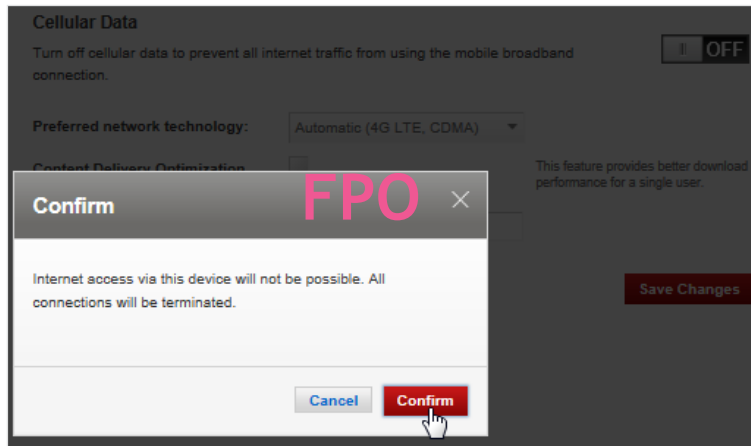 Cellular Data
Turn off cellular data to prevent all internet traffic from using the mobile broadband
connection.
OFF
Preferred network technology:
Automatic (4G LTE, CDMA)
Content Delivery Optimization
This feature provides better download
performance for a single user.
FPO
Confirm
Internet access via this device will not be possible. All
connections will be terminated.
Save Changes
Cancel
Confirm